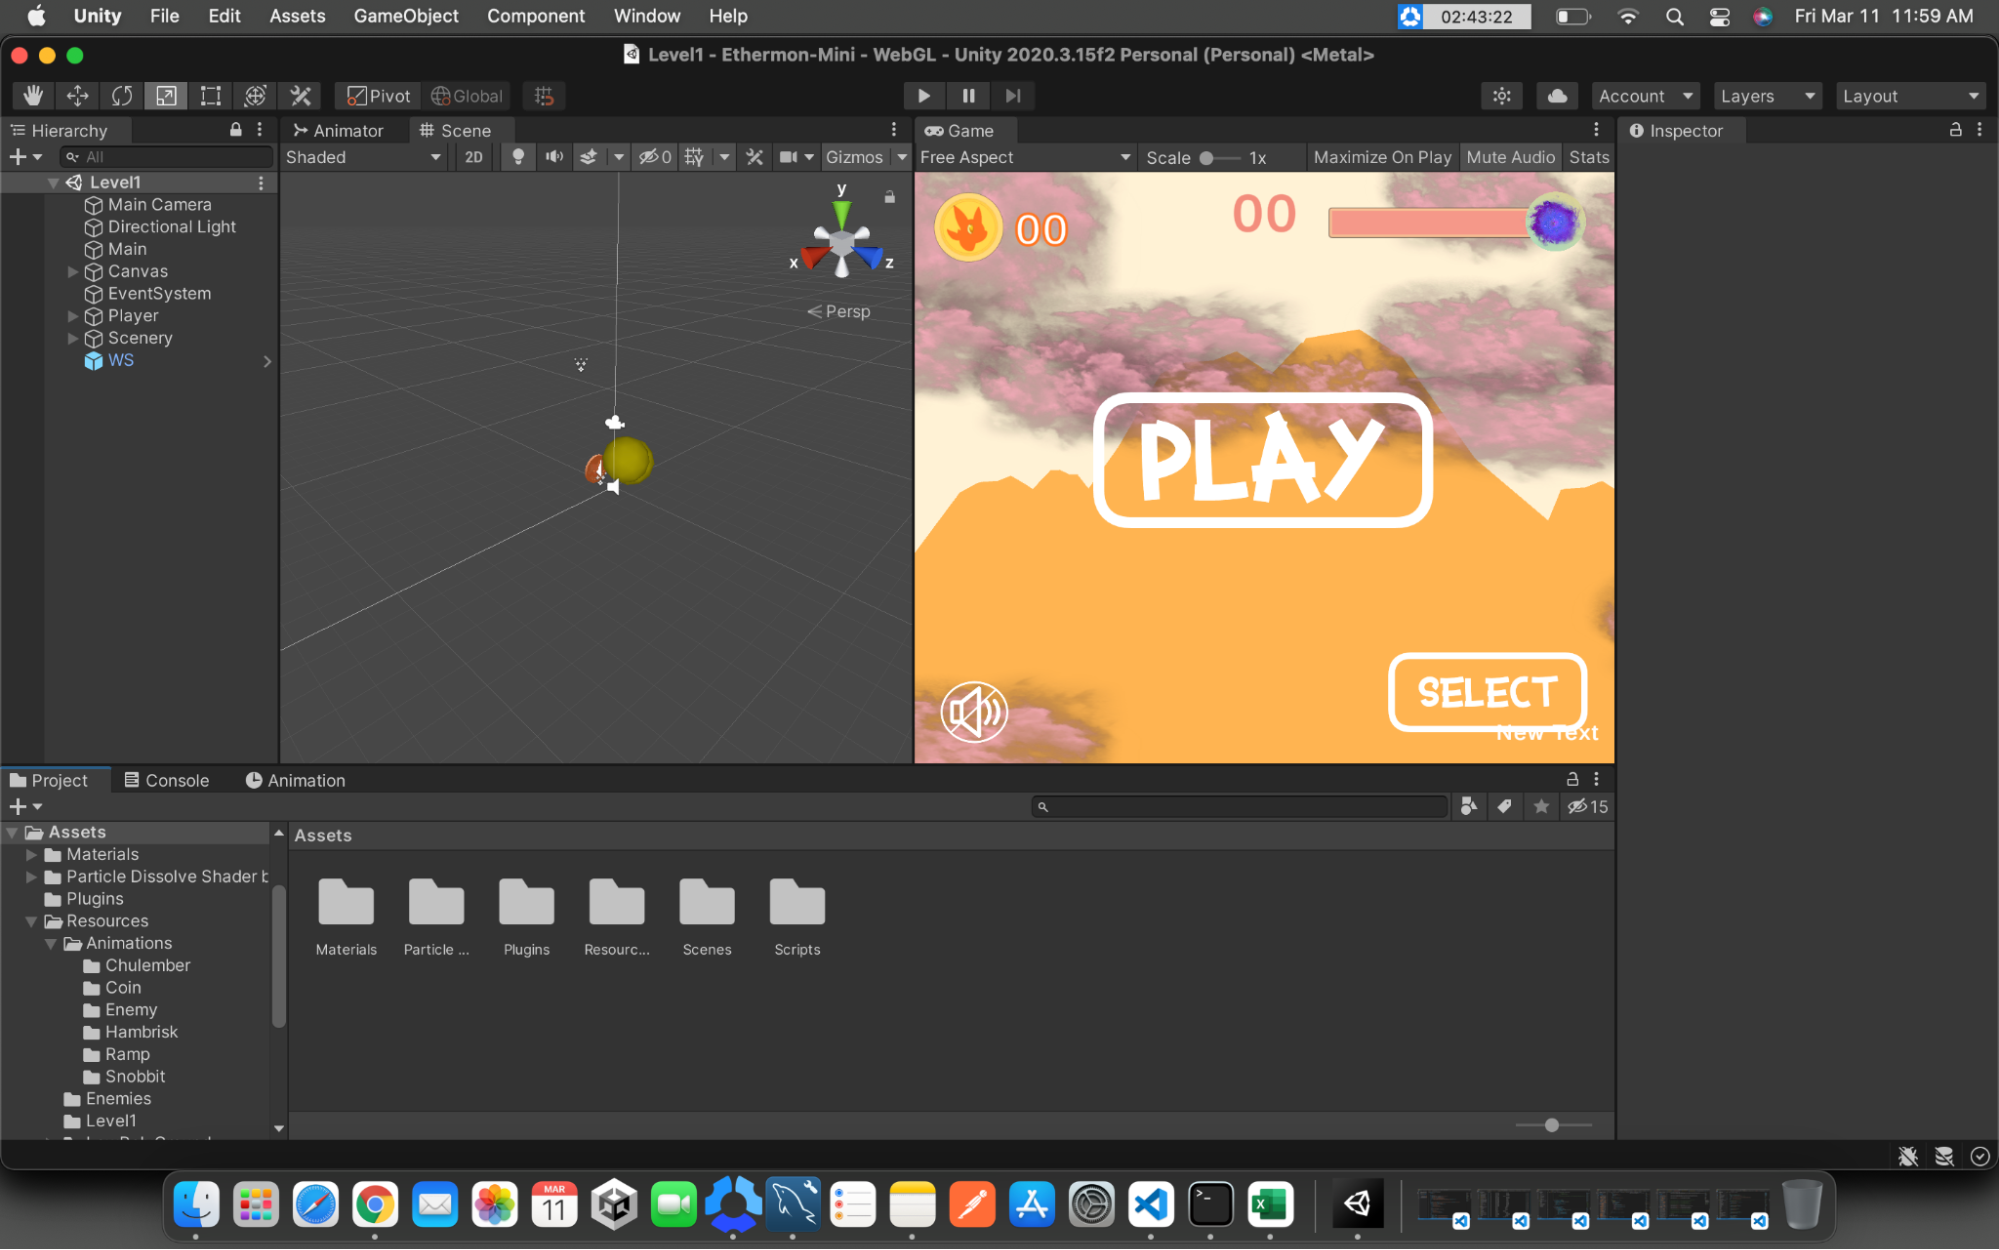 Unity File Edit Assets GameObject Component Window Help 02:43:22 Fri Mar 11 11:59 AM
Level1 - Ethermon-Mini - WebGL - Unity 2020.3.15f2 Personal (Personal) <Metal>
Pivot Global Account Layers Layout
Hierarchy Animator Scene Game Inspector
All Shaded 2D 0 Gizmos Free Aspect Scale 1x Maximize On Play Mute Audio Stats
Level1
Main Camera
Directional Light
Main
Canvas
EventSystem
Player
Scenery
WS
y
x z
Persp
00 00
PLAY
SELECT
New Text
Project Console Animation
15
Assets
Materials
Particle Dissolve Shader b
Plugins
Resources
Animations
Chulember
Coin
Enemy
Hambrisk
Ramp
Snobbit
Enemies
Level1
Assets
Materials Particle ... Plugins Resourc... Scenes Scripts
MAR
11